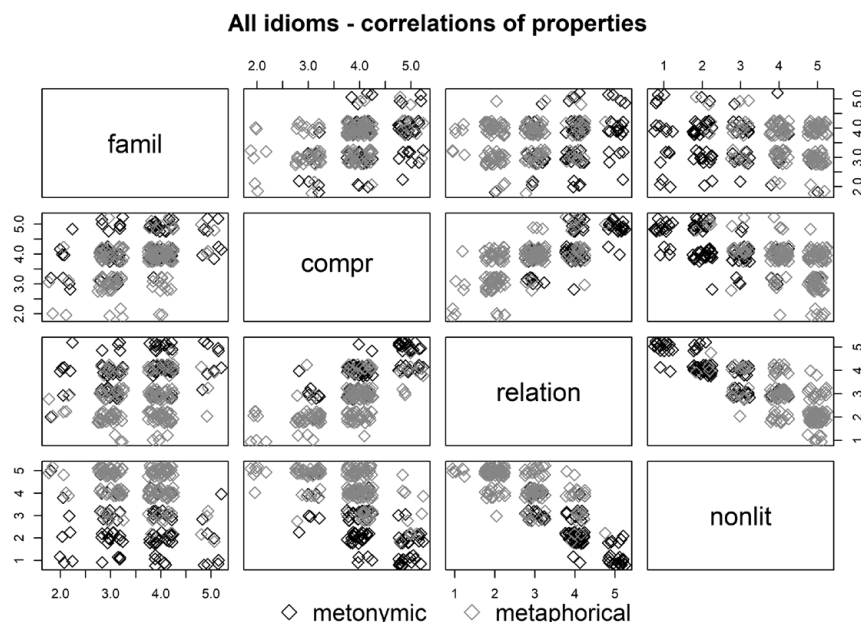 All idioms - correlations of properties
2.0 3.0 4.0 5.0 1 2 3 4 5
famil 2.0 3.0 4.0 5.0
2.0 3.0 4.0 5.0 compr
relation 1 2 3 4 5
1 2 3 4 5 nonlit
2.0 3.0 4.0 5.0 1 2 3 4 5
metonymic metaphorical